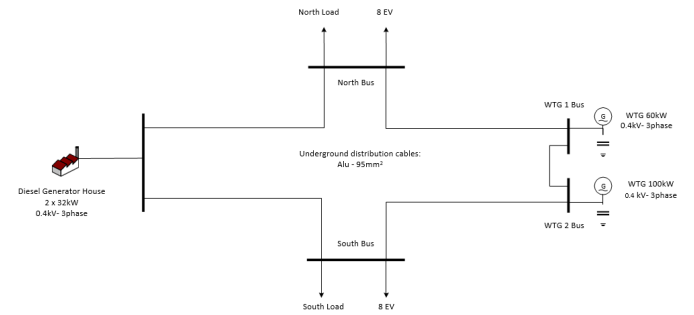 North Load
8 EV
North Bus
WTG 1 Bus
G
WTG 60kW
0.4kV- 3phase
Underground distribution cables:
Alu - 95mm²
Diesel Generator House
2 x 32kW
0.4kV- 3phase
G
WTG 100kW
0.4 kV- 3phase
WTG 2 Bus
South Bus
South Load
8 EV